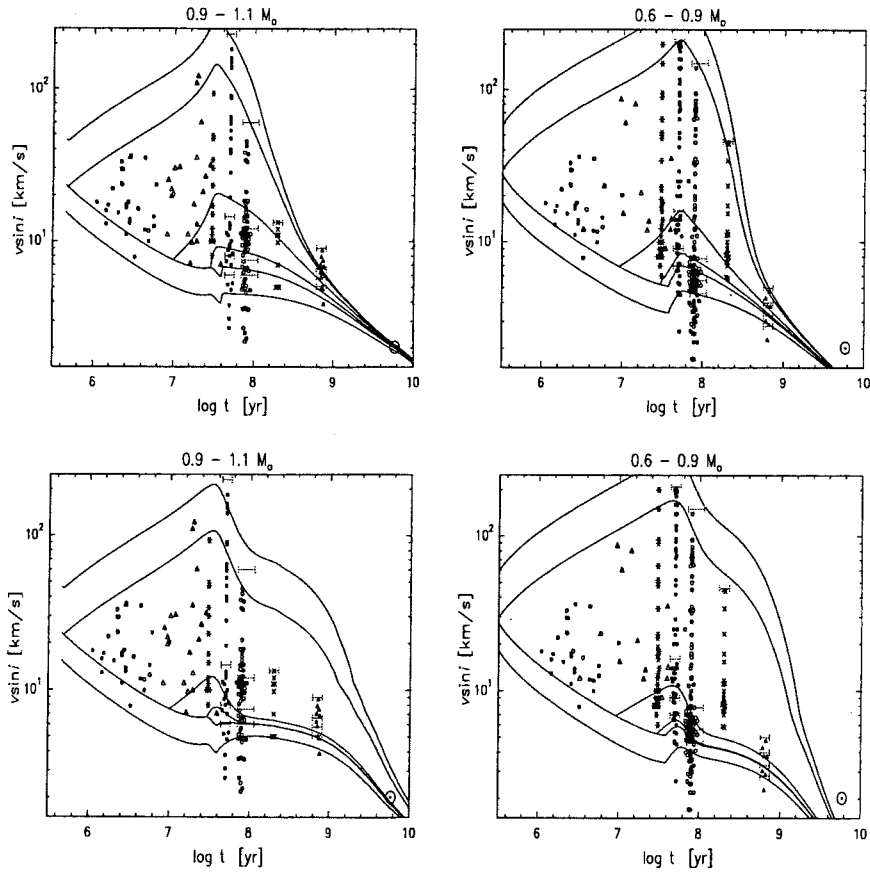 0.9 – 1.1 M⊙
10²
10¹
vsini [km/s]
6 7 8 9 10
log t [yr]
0.6 – 0.9 M⊙
10²
10¹
vsini [km/s]
6 7 8 9 10
log t [yr]
0.9 – 1.1 M⊙
10²
10¹
vsini [km/s]
6 7 8 9 10
log t [yr]
0.6 – 0.9 M⊙
10²
10¹
vsini [km/s]
6 7 8 9 10
log t [yr]